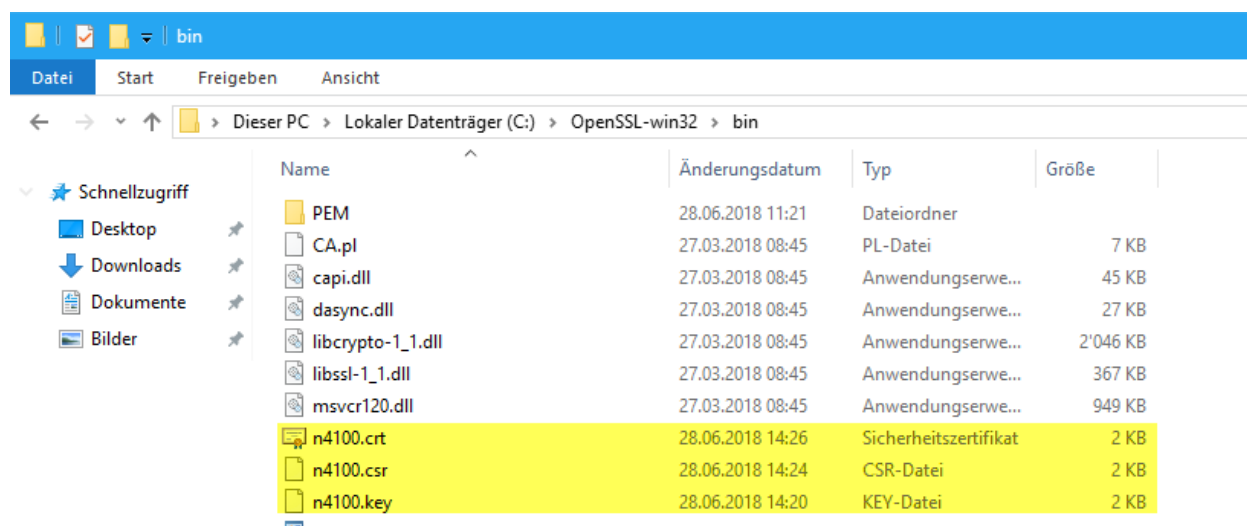 bin
Datei Start Freigeben Ansicht
Dieser PC > Lokaler Datenträger (C:) > OpenSSL-win32 > bin
Name Änderungsdatum Typ Größe
Schnellzugriff
Desktop
Downloads
Dokumente
Bilder
PEM 28.06.2018 11:21 Dateiordner
CA.pl 27.03.2018 08:45 PL-Datei 7 KB
capi.dll 27.03.2018 08:45 Anwendungserwe... 45 KB
dasync.dll 27.03.2018 08:45 Anwendungserwe... 27 KB
libcrypto-1_1.dll 27.03.2018 08:45 Anwendungserwe... 2'046 KB
libssl-1_1.dll 27.03.2018 08:45 Anwendungserwe... 367 KB
msvcr120.dll 27.03.2018 08:45 Anwendungserwe... 949 KB
n4100.crt 28.06.2018 14:26 Sicherheitszertifikat 2 KB
n4100.csr 28.06.2018 14:24 CSR-Datei 2 KB
n4100.key 28.06.2018 14:20 KEY-Datei 2 KB